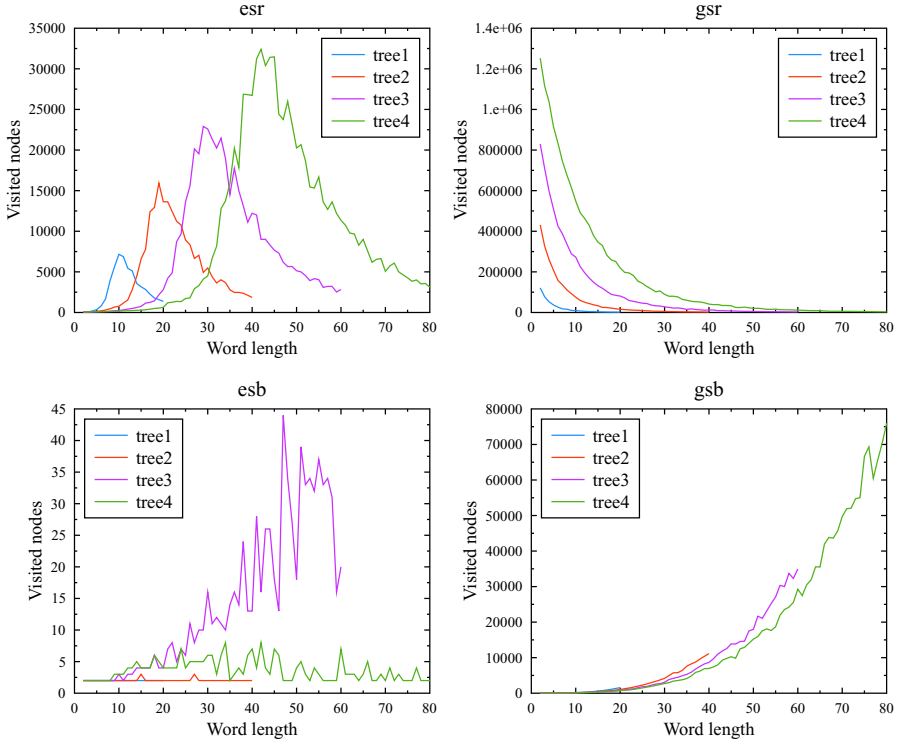 esr
Visited nodes
35000
30000
25000
20000
15000
10000
5000
0
tree1
tree2
tree3
tree4
0 10 20 30 40 50 60 70 80
Word length
gsr
Visited nodes
1.4e+06
1.2e+06
1e+06
800000
600000
400000
200000
0
tree1
tree2
tree3
tree4
0 10 20 30 40 50 60 70 80
Word length
esb
Visited nodes
45
40
35
30
25
20
15
10
5
0
tree1
tree2
tree3
tree4
0 10 20 30 40 50 60 70 80
Word length
gsb
Visited nodes
80000
70000
60000
50000
40000
30000
20000
10000
0
tree1
tree2
tree3
tree4
0 10 20 30 40 50 60 70 80
Word length